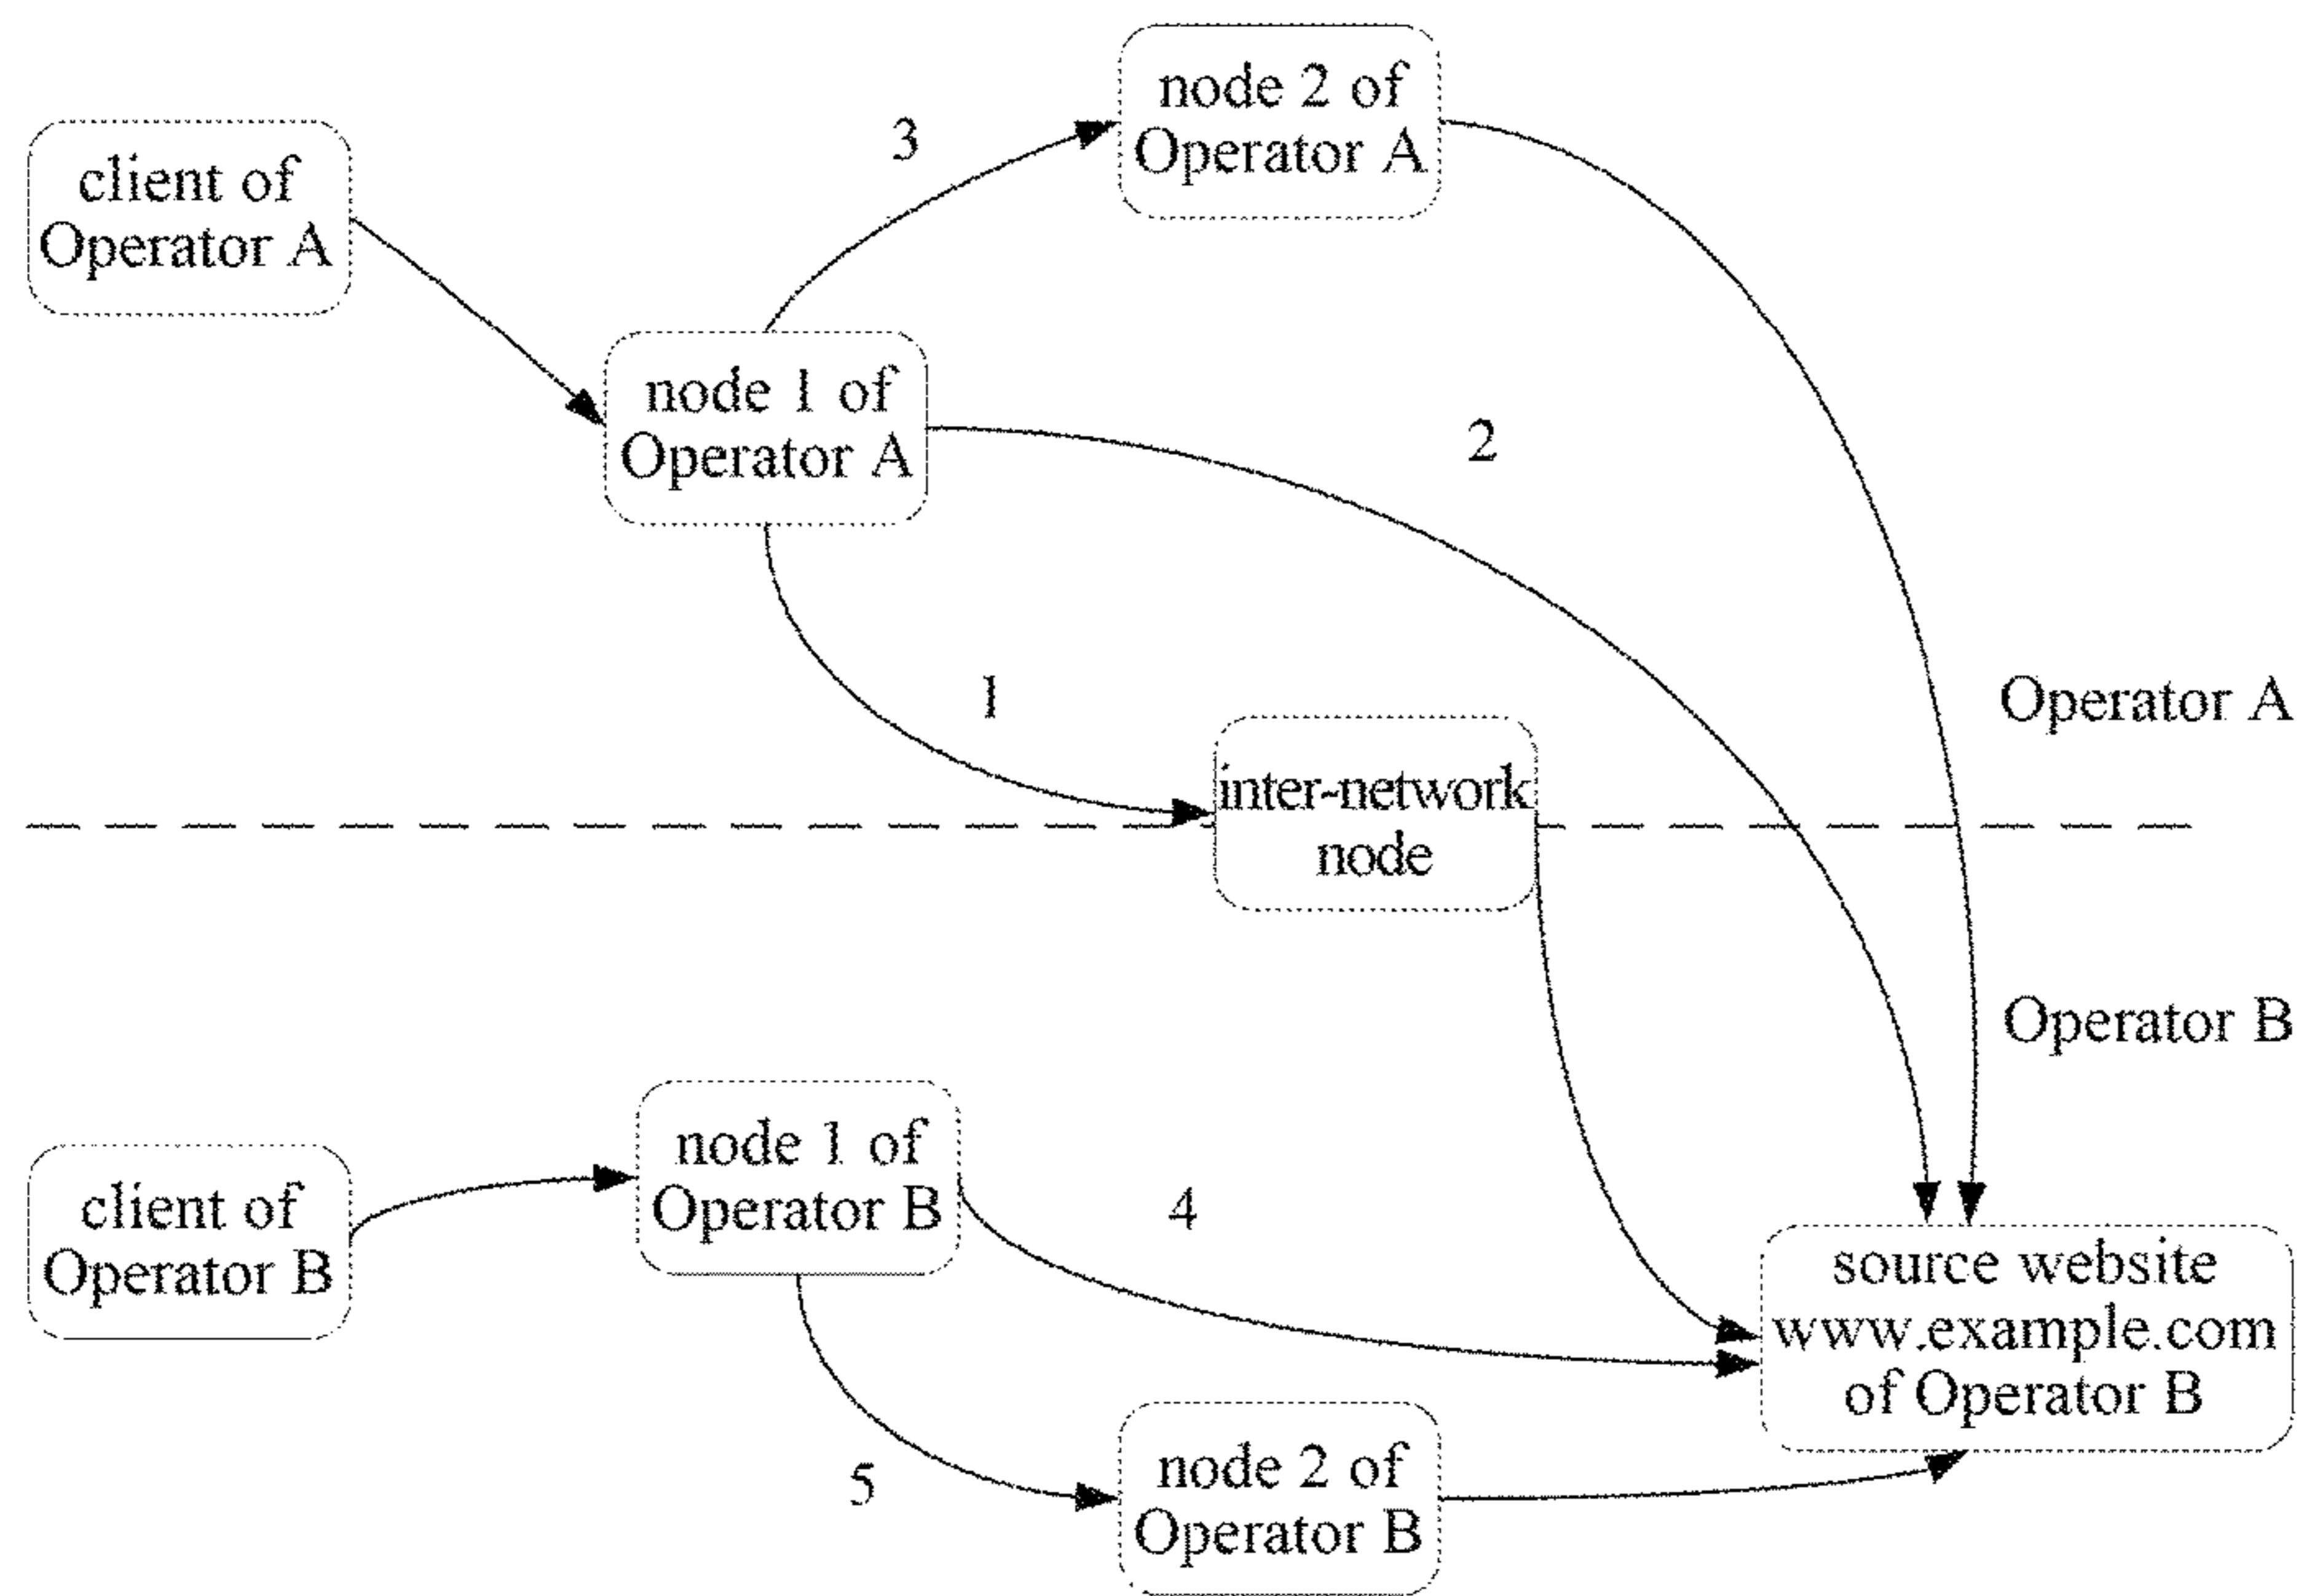 node 2 of
Operator A
3
client of
Operator A
node 1 of
Operator A
2
1
Operator A
inter-network
node
Operator B
node 1 of
Operator B
4
client of
Operator B
source website
www.example.com
of Operator B
5
node 2 of
Operator B